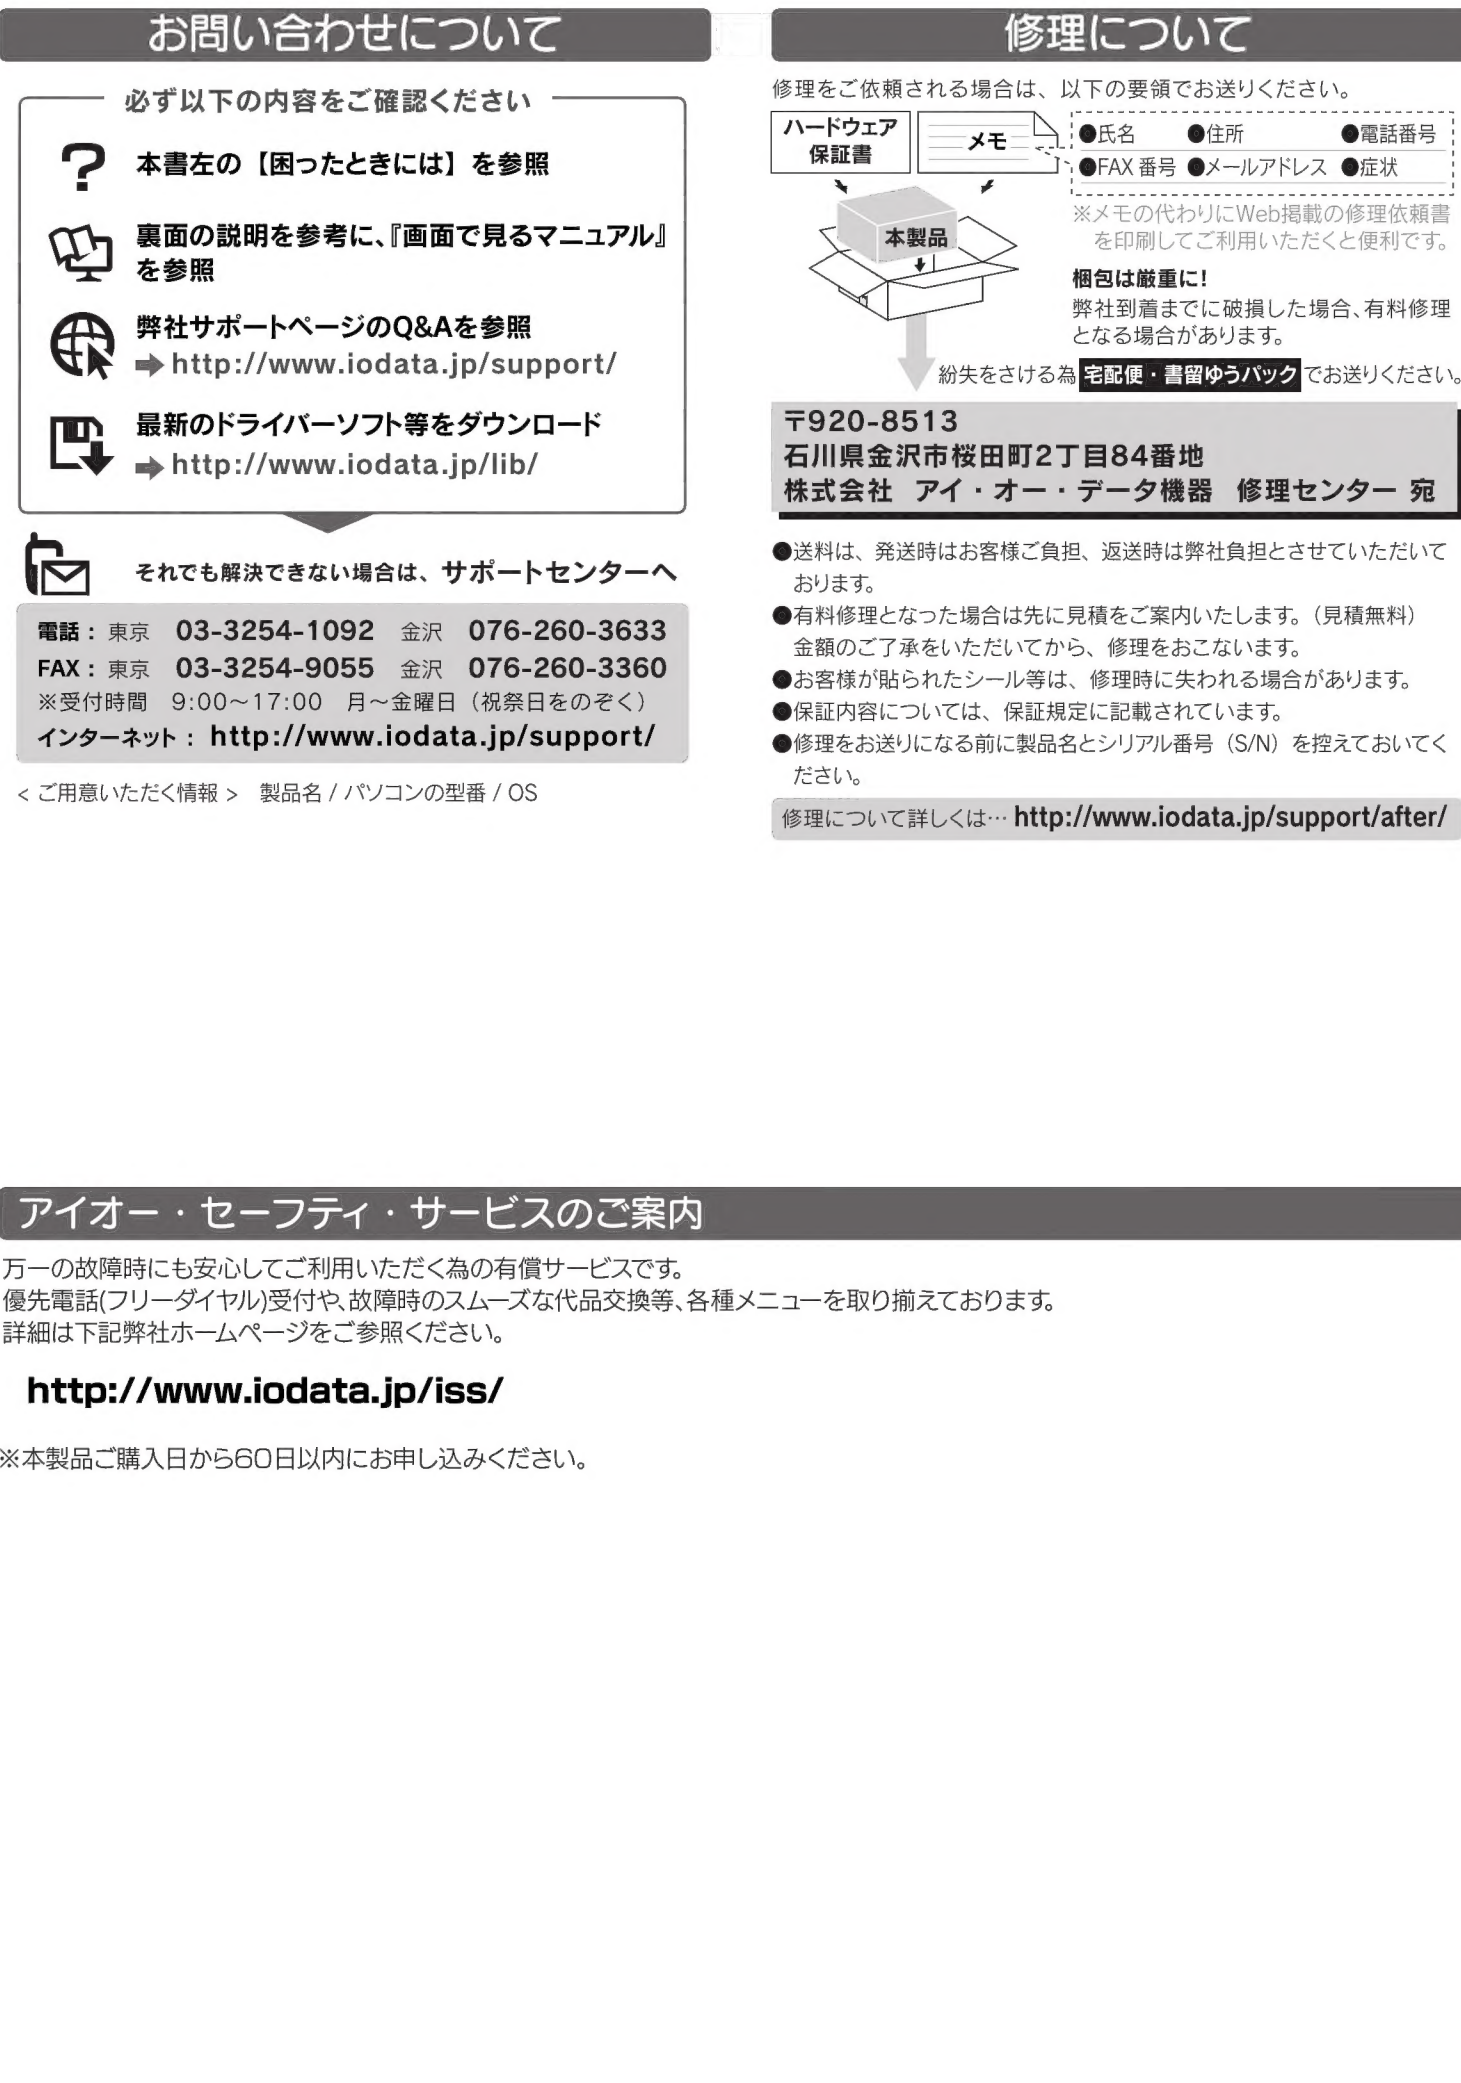 お問い合わせについて
必ず以下の内容をご確認ください
本書左の【困ったときには】を参照
裏面の説明を参考に、『画面で見るマニュアル』
を参照
弊社サポートページのQ&Aを参照
http://www.iodata.jp/support/
最新のドライバーソフト等をダウンロード
http://www.iodata.jp/lib/
それでも解決できない場合は、サポートセンターへ
電話： 東京 03-3254-1092 金沢 076-260-3633
FAX： 東京 03-3254-9055 金沢 076-260-3360
※受付時間 9:00～17:00 月～金曜日（祝祭日をのぞく）
インターネット： http://www.iodata.jp/support/
< ご用意いただく情報 > 製品名 / パソコンの型番 / OS
修理について
修理をご依頼される場合は、以下の要領でお送りください。
ハードウェア
保証書
メモ
●氏名 ●住所 ●電話番号
●FAX 番号 ●メールアドレス ●症状
※メモの代わりにWeb掲載の修理依頼書
を印刷してご利用いただくと便利です。
本製品
梱包は厳重に!
弊社到着までに破損した場合、有料修理
となる場合があります。
紛失をさける為 宅配便・書留ゆうパック でお送りください。
〒920-8513
石川県金沢市桜田町2丁目84番地
株式会社 アイ・オー・データ機器 修理センター 宛
●送料は、発送時はお客様ご負担、返送時は弊社負担とさせていただいて
おります。
●有料修理となった場合は先に見積をご案内いたします。（見積無料）
金額のご了承をいただいてから、修理をおこないます。
●お客様が貼られたシール等は、修理時に失われる場合があります。
●保証内容については、保証規定に記載されています。
●修理をお送りになる前に製品名とシリアル番号（S/N）を控えておいてく
ださい。
修理について詳しくは… http://www.iodata.jp/support/after/
アイオー・セーフティ・サービスのご案内
万一の故障時にも安心してご利用いただく為の有償サービスです。
優先電話(フリーダイヤル)受付や、故障時のスムーズな代品交換等、各種メニューを取り揃えております。
詳細は下記弊社ホームページをご参照ください。
http://www.iodata.jp/iss/
※本製品ご購入日から60日以内にお申し込みください。